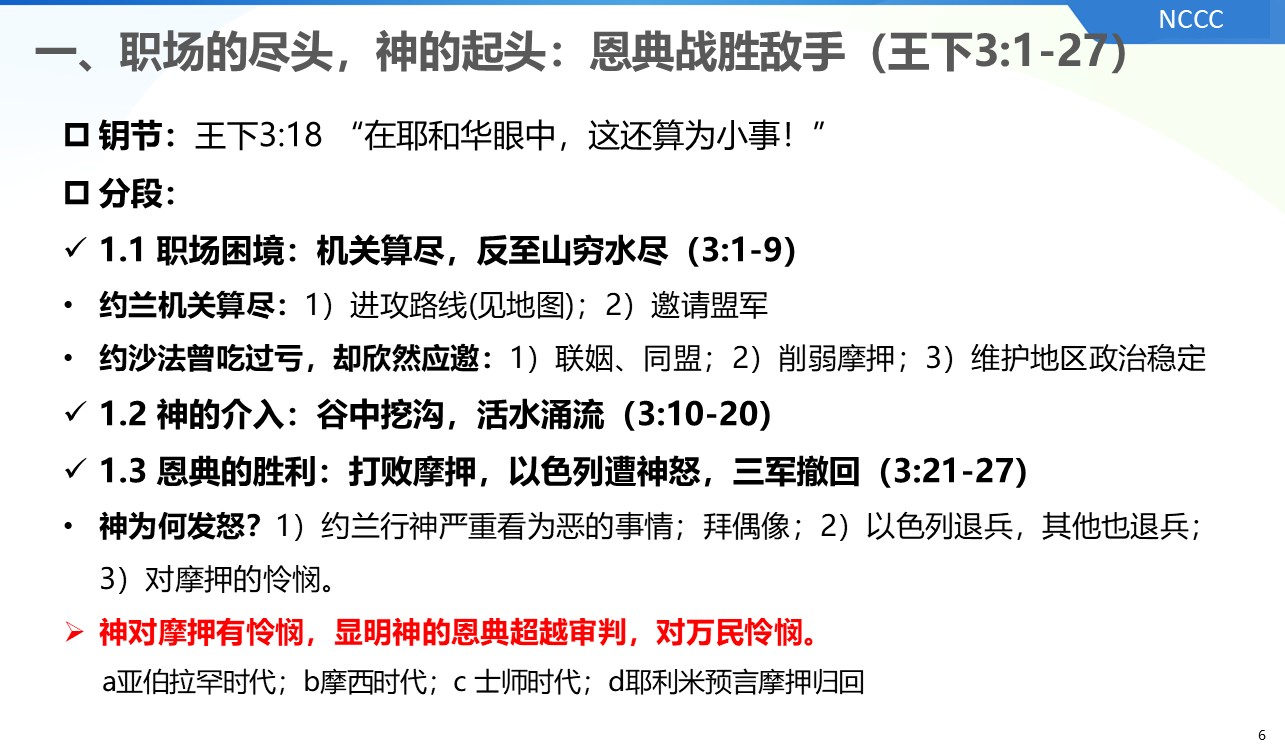 NCCC
一、职场的尽头，神的起头：恩典战胜敌手（王下3:1-27）
钥节：王下3:18 “在耶和华眼中，这还算为小事！”
分段：
✓ 1.1 职场困境：机关算尽，反至山穷水尽（3:1-9）
• 约兰机关算尽：1）进攻路线(见地图)；2）邀请盟军
• 约沙法曾吃过亏，却欣然应邀：1）联姻、同盟；2）削弱摩押；3）维护地区政治稳定
✓ 1.2 神的介入：谷中挖沟，活水涌流（3:10-20）
✓ 1.3 恩典的胜利：打败摩押，以色列遭神怒，三军撤回（3:21-27）
• 神为何发怒？1）约兰行神严重看为恶的事情；拜偶像；2）以色列退兵，其他也退兵；
3）对摩押的怜悯。
➢ 神对摩押有怜悯，显明神的恩典超越审判，对万民怜悯。
a亚伯拉罕时代；b摩西时代；c 士师时代；d耶利米预言摩押归回
6